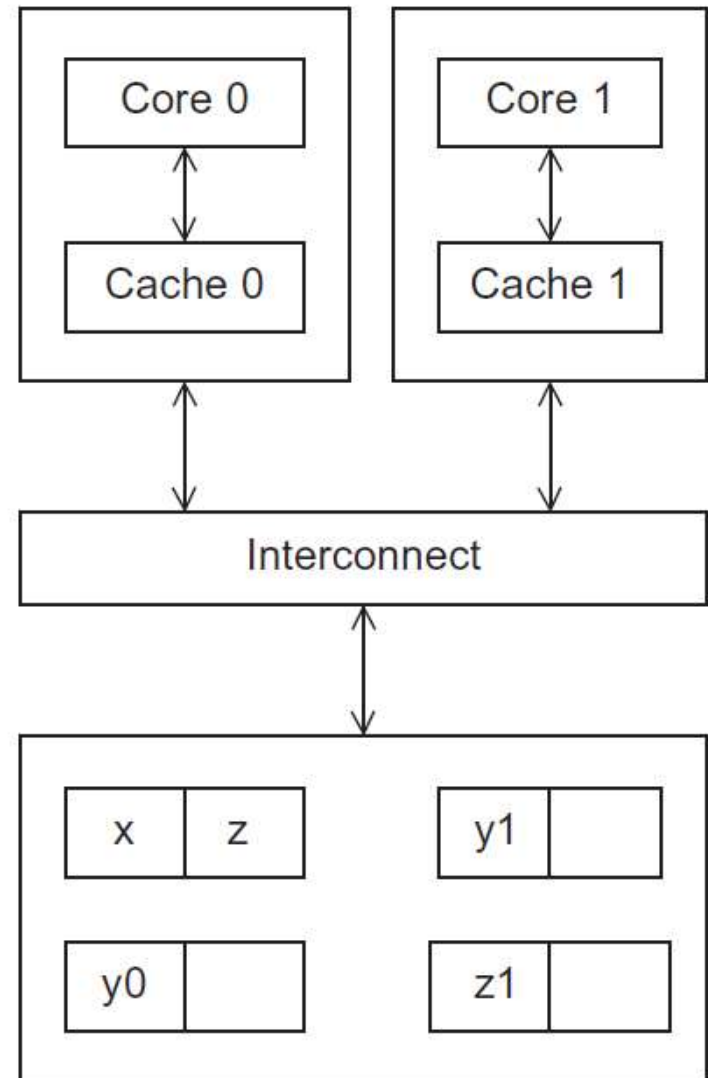 Core 0 Core 1
Cache 0 Cache 1
Interconnect
x z y1
y0 z1